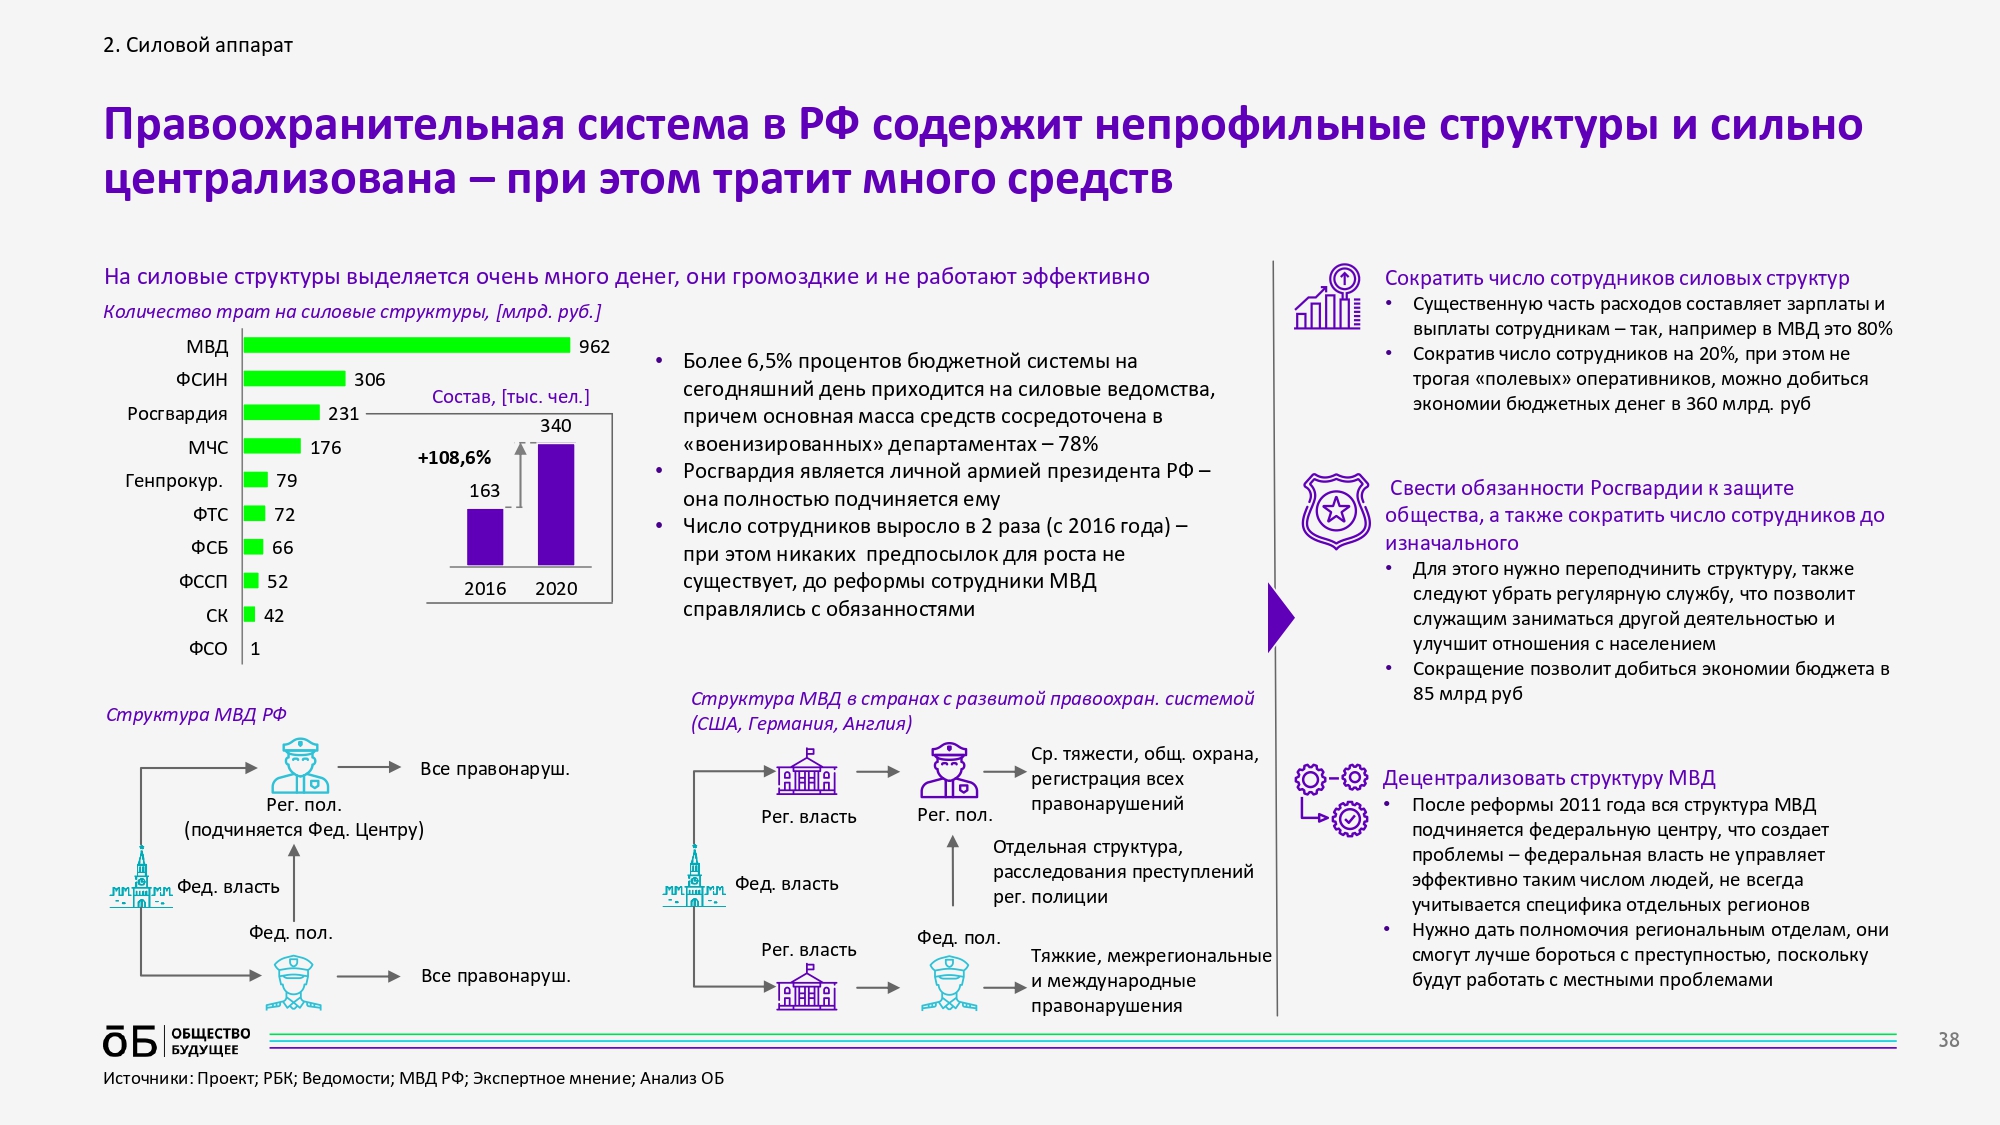 2. Силовой аппарат
Правоохранительная система в РФ содержит непрофильные структуры и сильно
централизована – при этом тратит много средств
На силовые структуры выделяется очень много денег, они громоздкие и не работают эффективно
Количество трат на силовые структуры, [млрд. руб.]
МВД 962
ФСИН 306
Росгвардия 231
МЧС 176
Генпрокур. 79
ФТС 72
ФСБ 66
ФССП 52
СК 42
ФСО 1
Состав, [тыс. чел.]
340
+108,6%
163
2016 2020
• Более 6,5% процентов бюджетной системы на
сегодняшний день приходится на силовые ведомства,
причем основная масса средств сосредоточена в
«военизированных» департаментах – 78%
• Росгвардия является личной армией президента РФ –
она полностью подчиняется ему
• Число сотрудников выросло в 2 раза (с 2016 года) –
при этом никаких предпосылок для роста не
существует, до реформы сотрудники МВД
справлялись с обязанностями
Структура МВД РФ
Все правонаруш.
Рег. пол.
(подчиняется Фед. Центру)
Фед. власть
Фед. пол.
Все правонаруш.
Структура МВД в странах с развитой правоохран. системой
(США, Германия, Англия)
Ср. тяжести, общ. охрана,
регистрация всех
правонарушений
Рег. власть
Рег. пол.
Отдельная структура,
расследования преступлений
рег. полиции
Фед. власть
Рег. власть
Фед. пол.
Тяжкие, межрегиональные
и международные
правонарушения
Сократить число сотрудников силовых структур
• Существенную часть расходов составляет зарплаты и
выплаты сотрудникам – так, например в МВД это 80%
• Сократив число сотрудников на 20%, при этом не
трогая «полевых» оперативников, можно добиться
экономии бюджетных денег в 360 млрд. руб
Свести обязанности Росгвардии к защите
общества, а также сократить число сотрудников до
изначального
• Для этого нужно переподчинить структуру, также
следуют убрать регулярную службу, что позволит
служащим заниматься другой деятельностью и
улучшит отношения с населением
• Сокращение позволит добиться экономии бюджета в
85 млрд руб
Децентрализовать структуру МВД
• После реформы 2011 года вся структура МВД
подчиняется федеральную центру, что создает
проблемы – федеральная власть не управляет
эффективно таким числом людей, не всегда
учитывается специфика отдельных регионов
• Нужно дать полномочия региональным отделам, они
смогут лучше бороться с преступностью, поскольку
будут работать с местными проблемами
ОБ ОБЩЕСТВО
БУДУЩЕЕ
38
Источники: Проект; РБК; Ведомости; МВД РФ; Экспертное мнение; Анализ ОБ